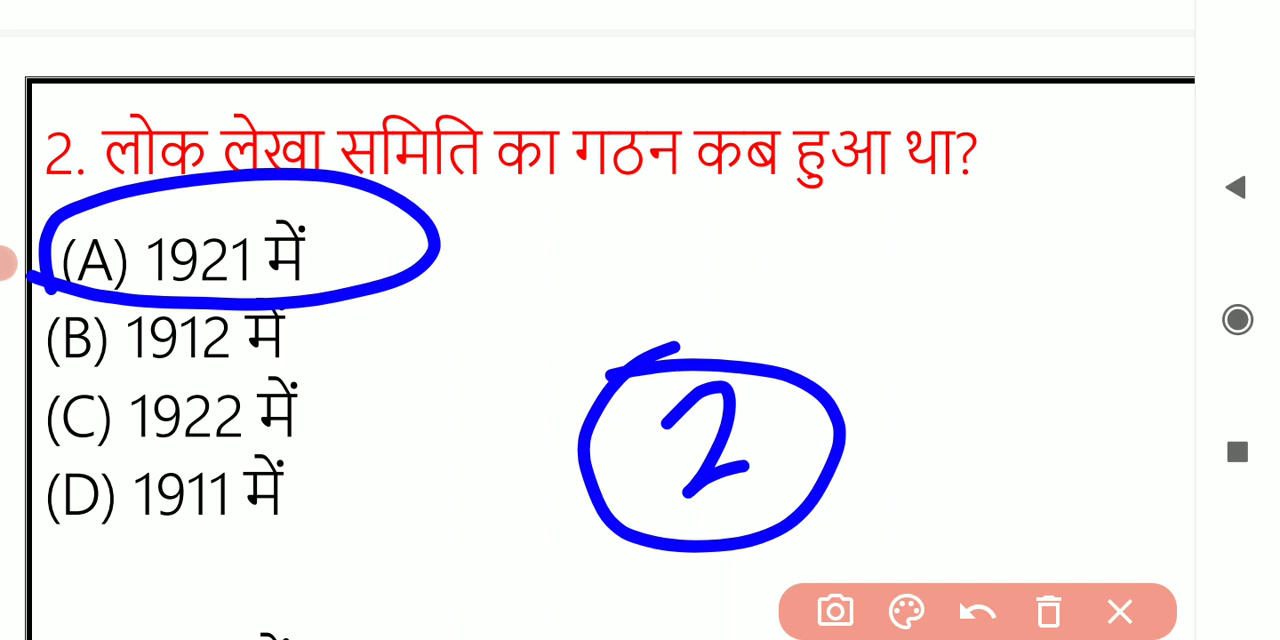 2. लोक लेखा समिति का गठन कब हुआ था?
(A) 1921 में
(B) 1912 में
(C) 1922 में
(D) 1911 में
2